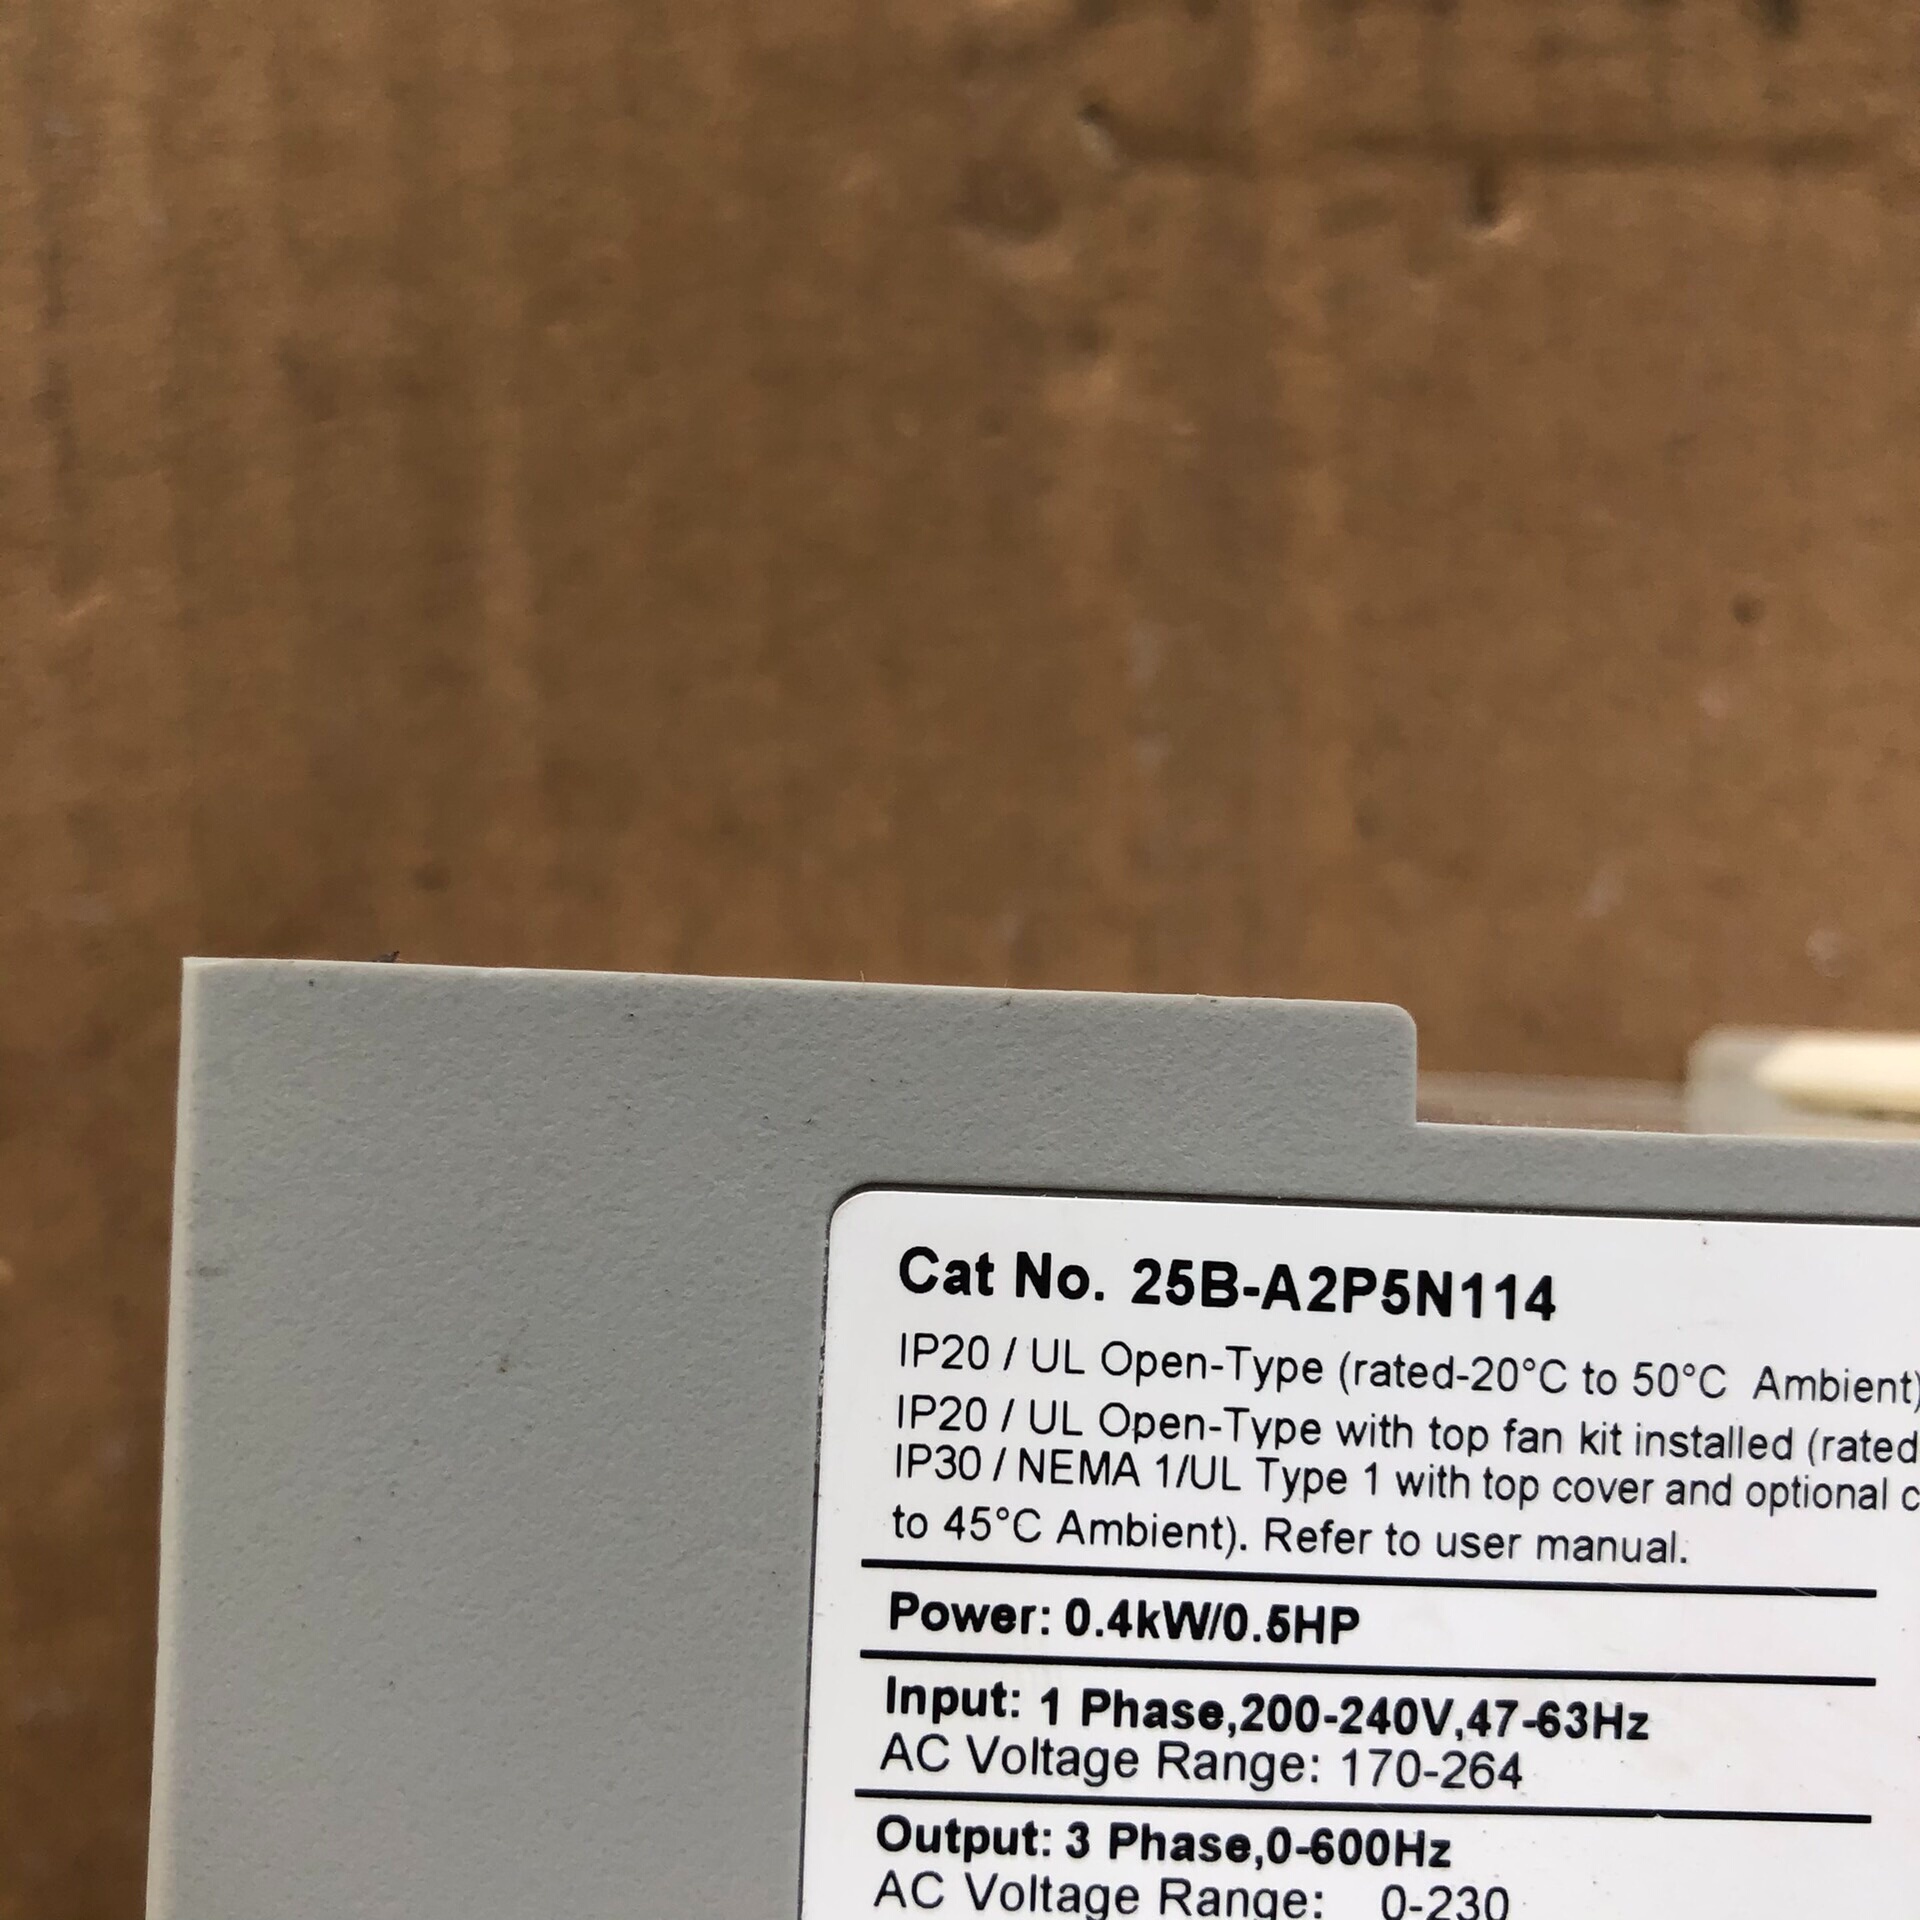 Cat No. 25B-A2P5N114
IP20 / UL Open-Type (rated-20°C to 50°C Ambient)
IP20 / UL Open-Type with top fan kit installed (rated
IP30 / NEMA 1/UL Type 1 with top cover and optional c
to 45°C Ambient). Refer to user manual.
Power: 0.4kW/0.5HP
Input: 1 Phase,200-240V,47-63Hz
AC Voltage Range: 170-264
Output: 3 Phase,0-600Hz
AC Voltage Range: 0-230